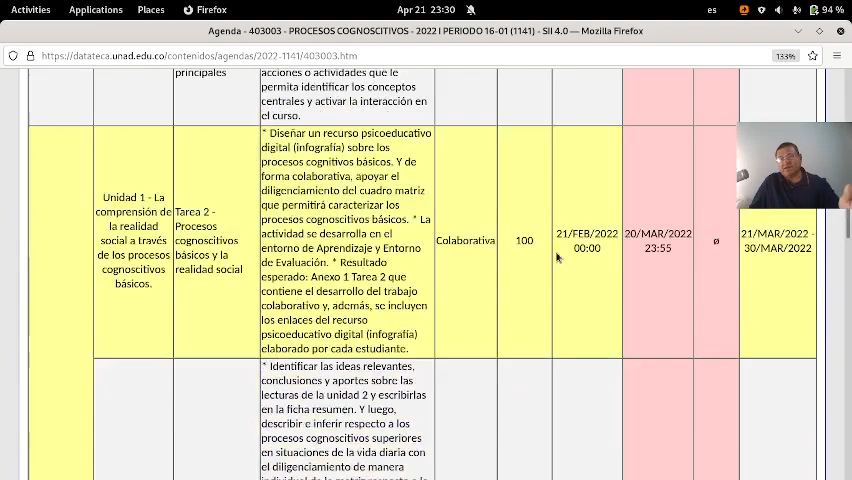 Activities Applications Places Firefox Apr 21 23:30 es 94 %
Agenda - 403003 - PROCESOS COGNOSCITIVOS - 2022 I PERIODO 16-01 (1141) - SII 4.0 — Mozilla Firefox
https://datateca.unad.edu.co/contenidos/agendas/2022-1141/403003.htm 133%
principales
acciones o actividades que le
permita identificar los conceptos
centrales y activar la interacción en
el curso.
Unidad 1 - La
comprensión de
la realidad
social a través
de los procesos
cognoscitivos
básicos.
Tarea 2 -
Procesos
cognoscitivos
básicos y la
realidad social
* Diseñar un recurso psicoeducativo
digital (infografía) sobre los
procesos cognitivos básicos. Y de
forma colaborativa, apoyar el
diligenciamiento del cuadro matriz
que permitirá caracterizar los
procesos cognoscitivos básicos. * La
actividad se desarrolla en el
entorno de Aprendizaje y Entorno
de Evaluación. * Resultado
esperado: Anexo 1 Tarea 2 que
contiene el desarrollo del trabajo
colaborativo y, además, se incluyen
los enlaces del recurso
psicoeducativo digital (infografía)
elaborado por cada estudiante.
Colaborativa
100
21/FEB/2022
00:00
20/MAR/2022
23:55
ø
21/MAR/2022 -
30/MAR/2022
* Identificar las ideas relevantes,
conclusiones y aportes sobre las
lecturas de la unidad 2 y escribirlas
en la ficha resumen. Y luego,
describir e inferir respecto a los
procesos cognoscitivos superiores
en situaciones de la vida diaria con
el diligenciamiento de manera